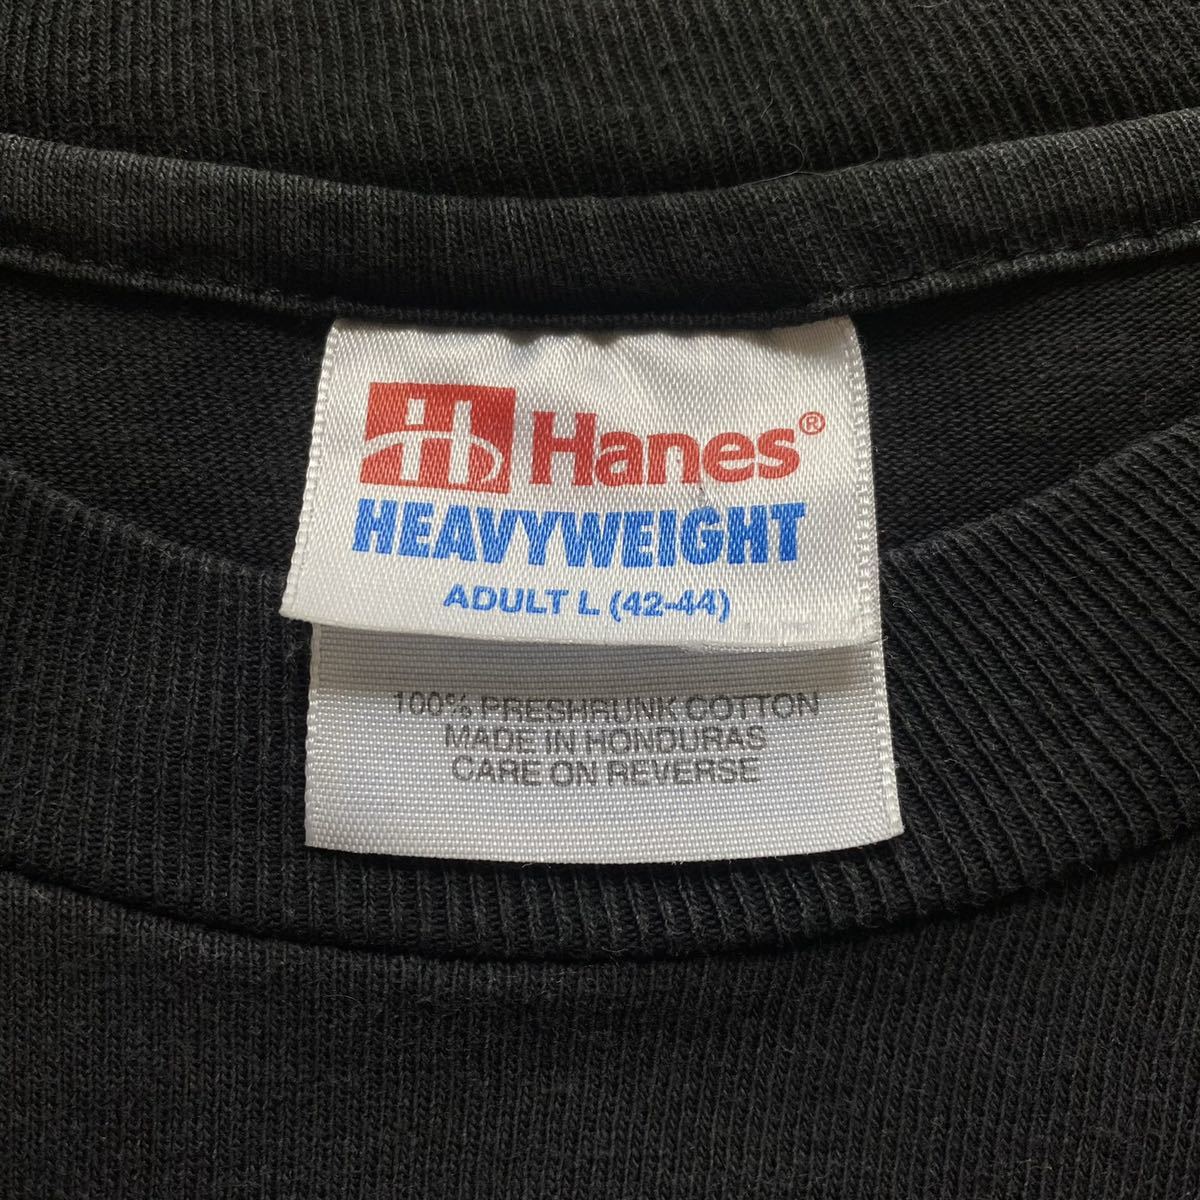 Hanes®
HEAVYWEIGHT
ADULT L (42-44)
100% PRESHRUNK COTTON
MADE IN HONDURAS
CARE ON REVERSE